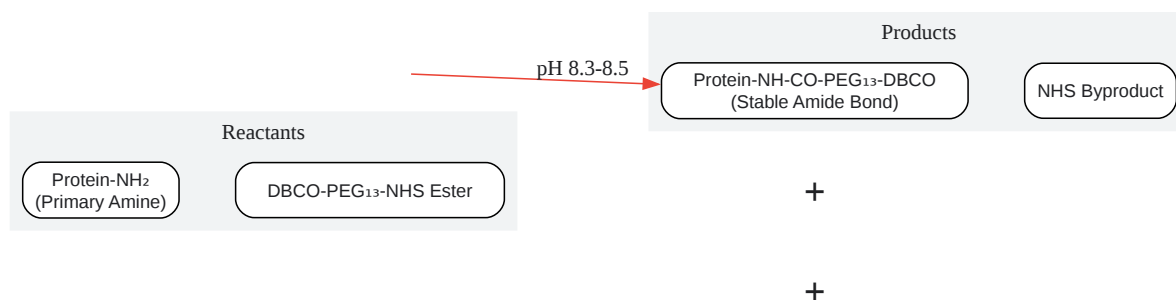 Products
pH 8.3-8.5
Protein-NH-CO-PEG₁₃-DBCO
(Stable Amide Bond)
NHS Byproduct
Reactants
Protein-NH₂
(Primary Amine)
DBCO-PEG₁₃-NHS Ester
+
+